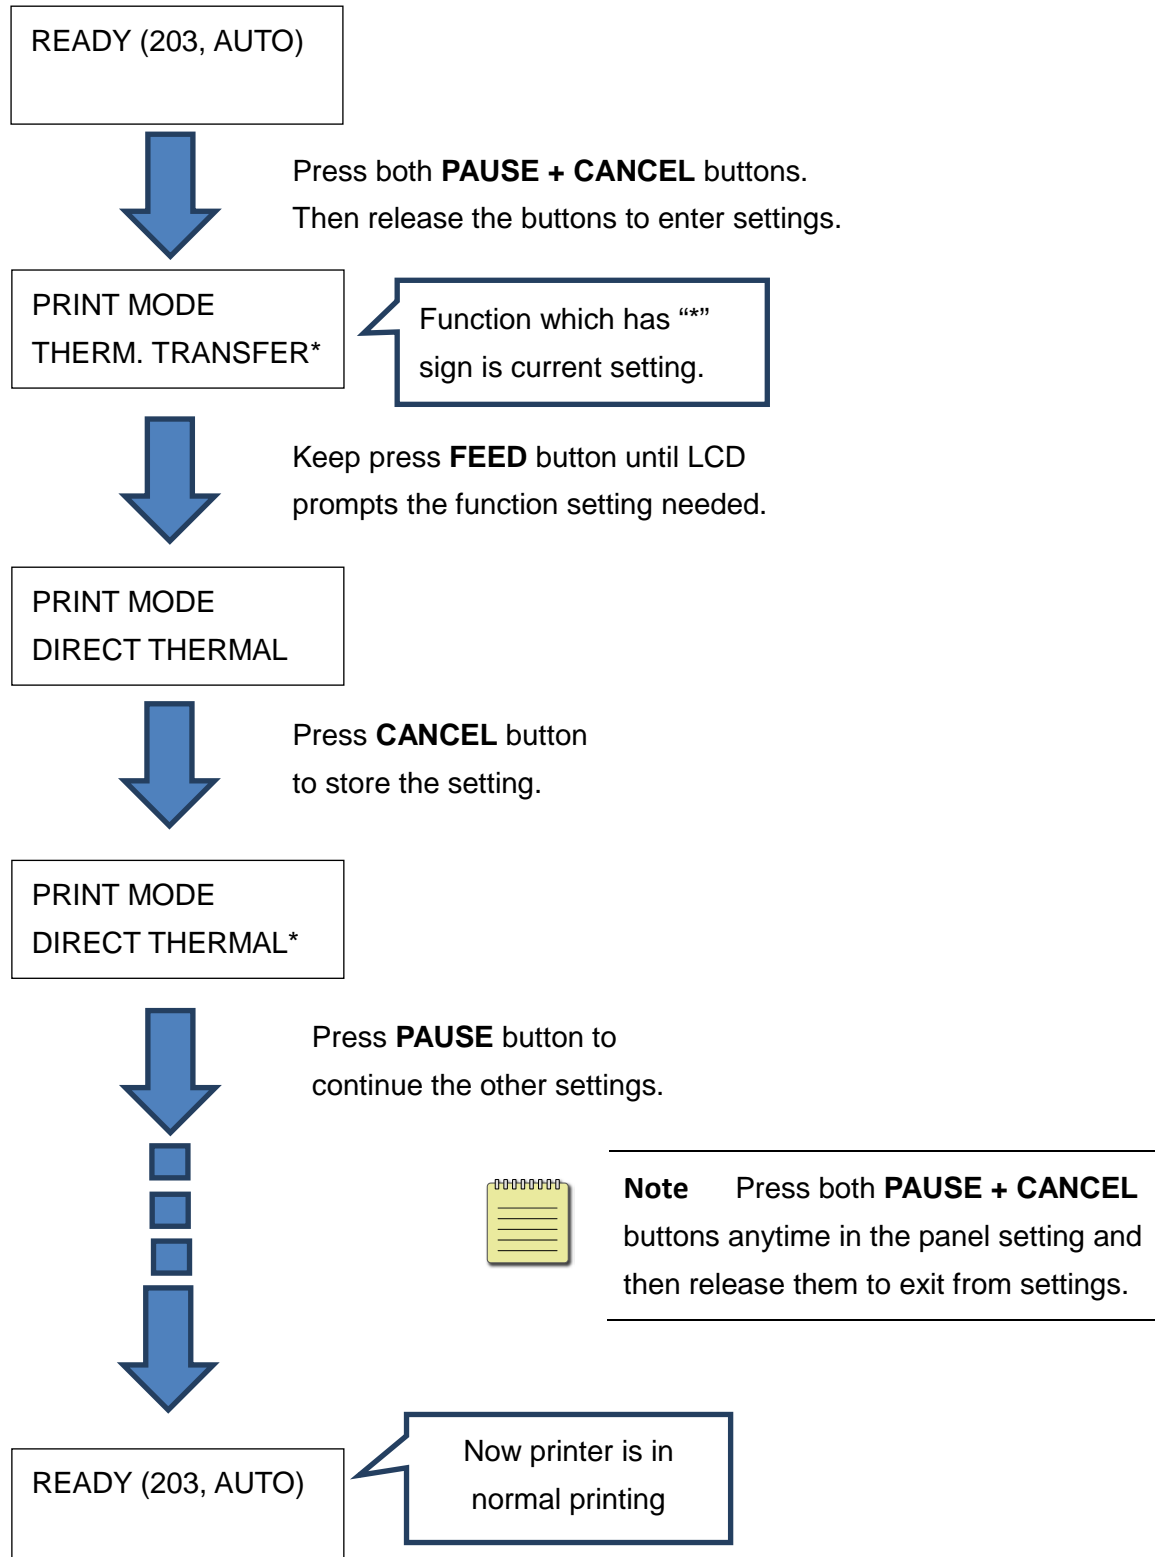 READY (203, AUTO)
Press both PAUSE + CANCEL buttons.
Then release the buttons to enter settings.
PRINT MODE
THERM. TRANSFER*
Function which has “*”
sign is current setting.
Keep press FEED button until LCD
prompts the function setting needed.
PRINT MODE
DIRECT THERMAL
Press CANCEL button
to store the setting.
PRINT MODE
DIRECT THERMAL*
Press PAUSE button to
continue the other settings.
Note Press both PAUSE + CANCEL
buttons anytime in the panel setting and
then release them to exit from settings.
Now printer is in
normal printing
READY (203, AUTO)